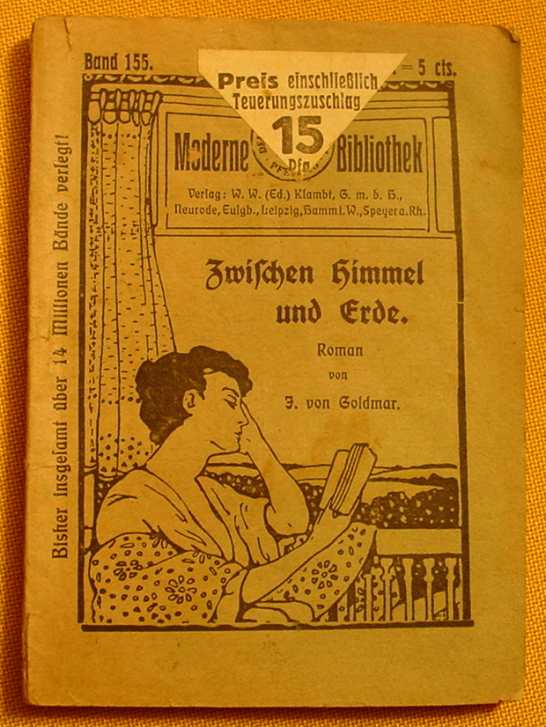 Band 155.
= 5 cts.
Preis einschließlich
Teuerungszuschlag
15
Pfg.
Moderne Bibliothek
Verlag: W. W. (Ed.) Klambt, G. m. b. H.,
Neurode, Eulgb., Leipzig, Hamm i. W., Speyer a. Rh.
Zwischen Himmel
und Erde.
Roman
von
J. von Goldmar.
Bisher insgesamt über 14 Millionen Bände verlegt!